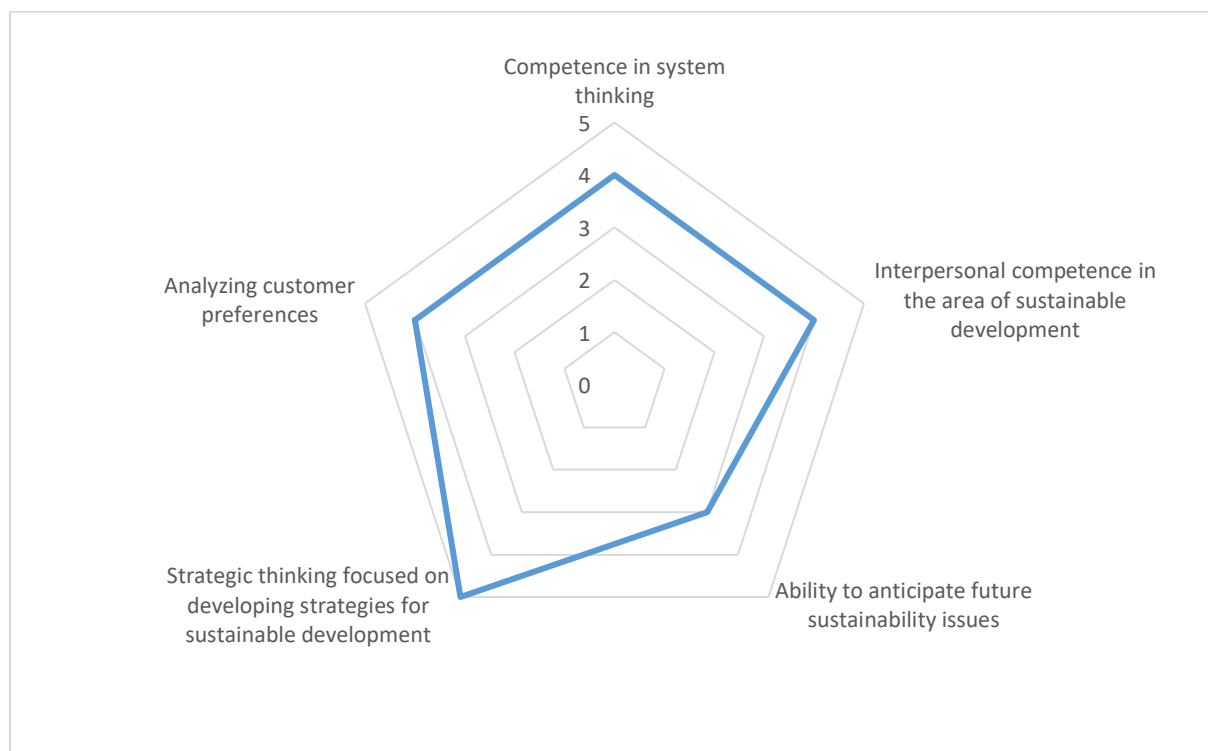 Competence in system
thinking
5
4
3
2
1
0
Interpersonal competence in
the area of sustainable
development
Analyzing customer
preferences
Strategic thinking focused on
developing strategies for
sustainable development
Ability to anticipate future
sustainability issues